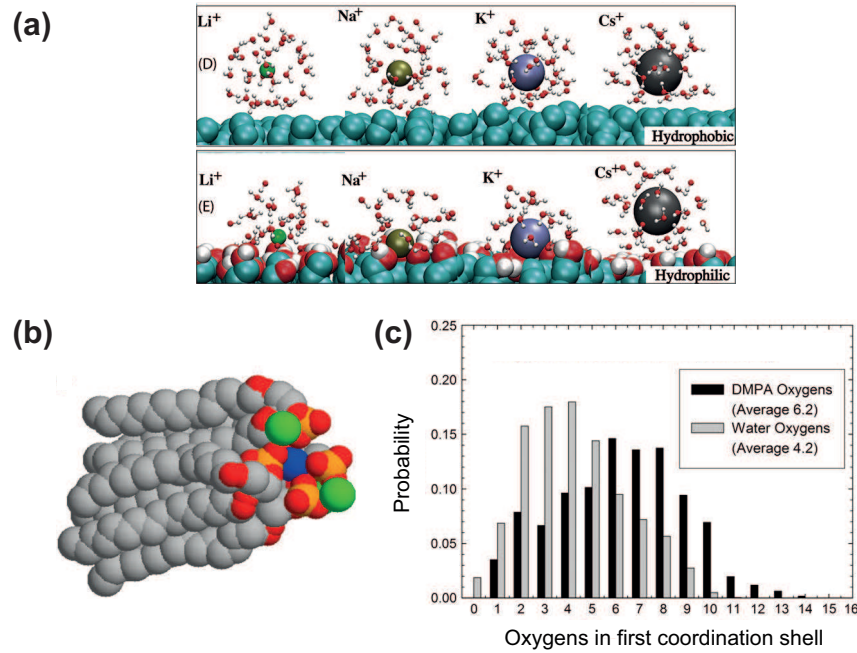 (a)
Li+ Na+ K+ Cs+
(D)
Hydrophobic
Li+ Na+ K+ Cs+
(E)
Hydrophilic
(b)
(c)
0.25
0.20
0.15
0.10
0.05
0.00
Probability
DMPA Oxygens
(Average 6.2)
Water Oxygens
(Average 4.2)
0 1 2 3 4 5 6 7 8 9 10 11 12 13 14 15 16
Oxygens in first coordination shell